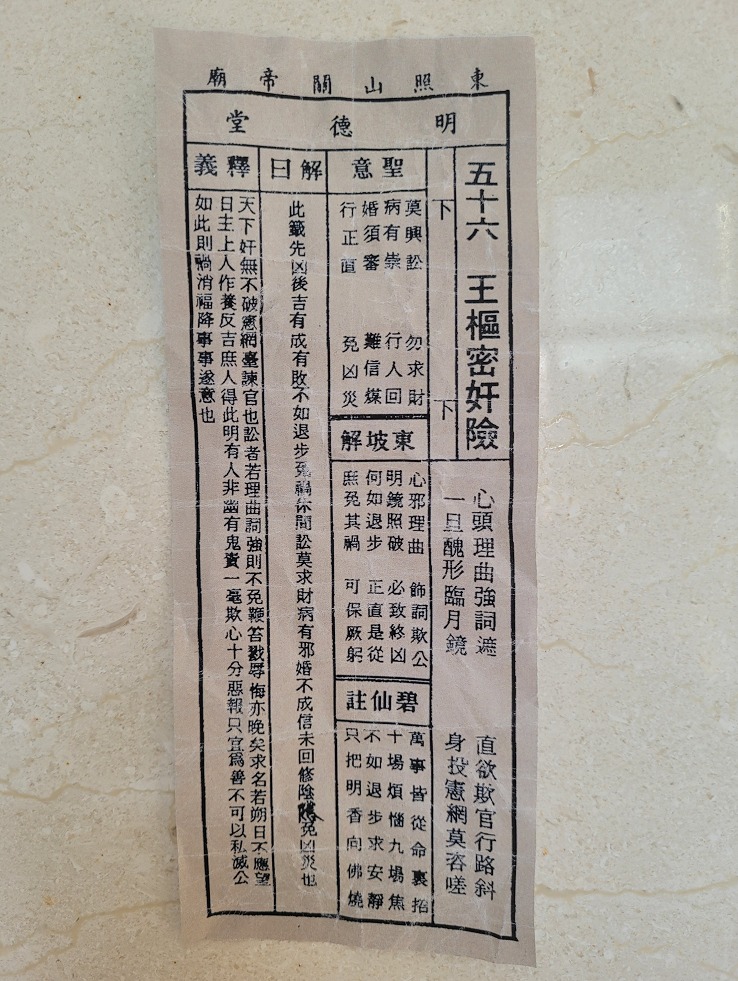 東照山關帝廟
明德堂
五十六　王樞密奸險
下　下
心頭理曲強詞遮　直欲欺官行路斜
一旦醜形臨月鏡　身投憲網莫咨嗟
聖意
莫興訟　勿求財
病有祟　行人回
婚須審　難信媒
行正直　免凶災
東坡解
心邪理曲　飾詞欺公
明鏡照破　必致終凶
何如退步　正直是從
庶免其禍　可保厥躬
碧仙註
萬事皆從命裏招
十場煩惱九場焦
不如退步求安靜
只把明香向佛燒
解曰
此籤先凶後吉有成有敗不如退步免禍休問訟莫求財病有邪婚不成信未回修陰隲免凶災也
釋義
天下奸無不破憲網臺諫官也訟者若理曲詞強則不免鞭笞戮辱悔亦晚矣求名若朔日不應望
日主上人作養反吉庶人得此明有人非幽有鬼責一毫欺心十分惡報只宜為善不可以私滅公
如此則禍消福降事事遂意也